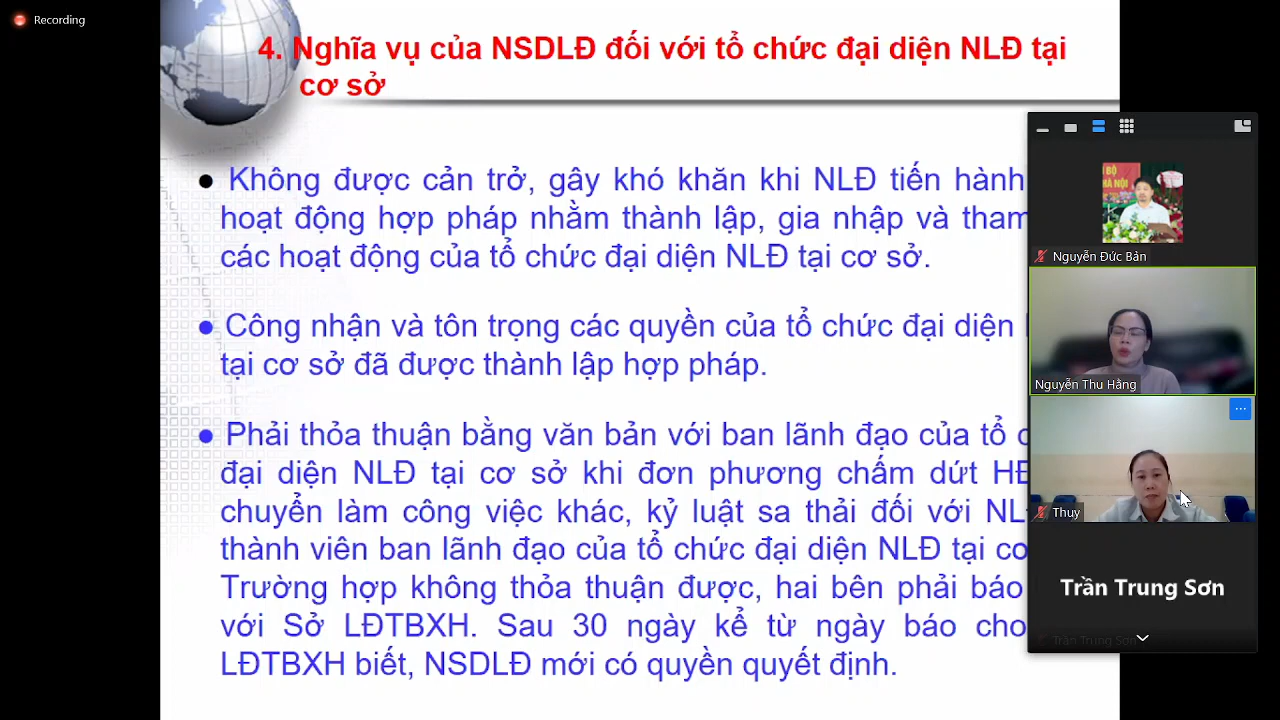 Recording
4. Nghĩa vụ của NSDLĐ đối với tổ chức đại diện NLĐ tại
cơ sở
Không được cản trở, gây khó khăn khi NLĐ tiến hành
hoạt động hợp pháp nhằm thành lập, gia nhập và tham
các hoạt động của tổ chức đại diện NLĐ tại cơ sở.
Công nhận và tôn trọng các quyền của tổ chức đại diện
tại cơ sở đã được thành lập hợp pháp.
Phải thỏa thuận bằng văn bản với ban lãnh đạo của tổ
đại diện NLĐ tại cơ sở khi đơn phương chấm dứt
chuyển làm công việc khác, kỷ luật sa thải đối với
thành viên ban lãnh đạo của tổ chức đại diện NLĐ tại
Trường hợp không thỏa thuận được, hai bên phải báo
với Sở LĐTBXH. Sau 30 ngày kể từ ngày báo cho
LĐTBXH biết, NSDLĐ mới có quyền quyết định.
Nguyễn Đức Bản
Nguyễn Thu Hằng
Thuy
Trần Trung Sơn
Trần Trung Sơn